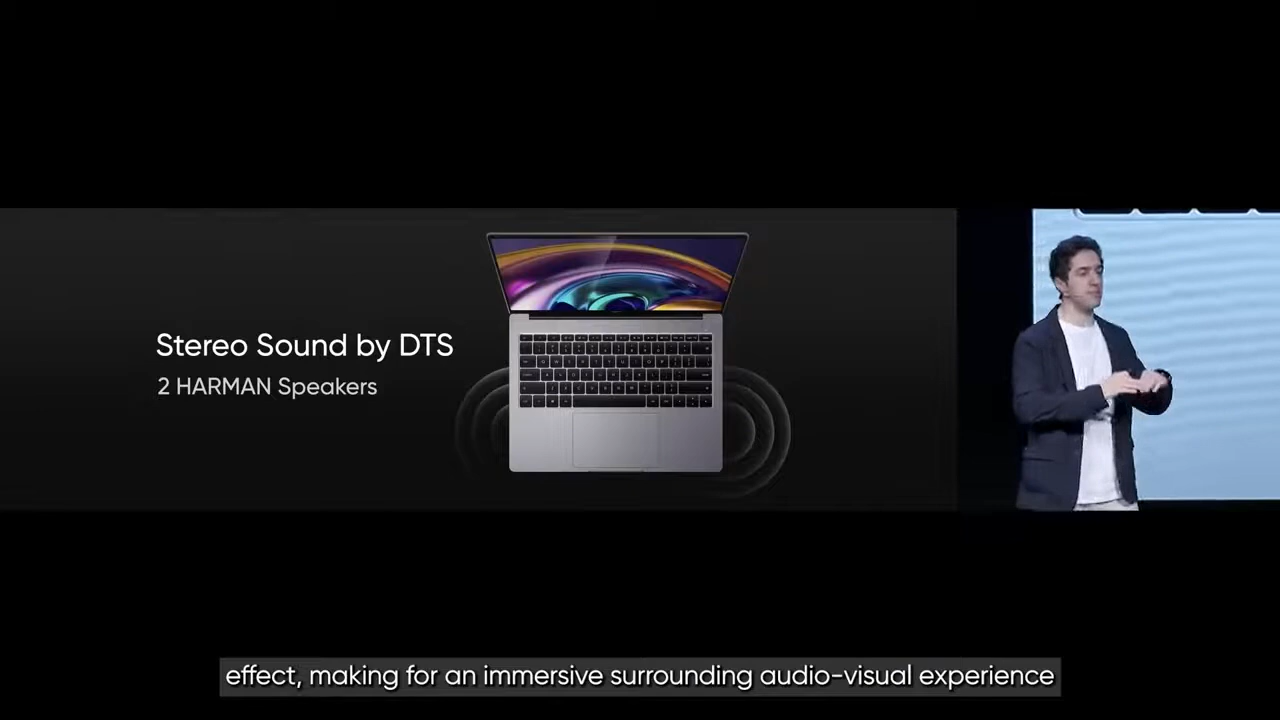 Stereo Sound by DTS
2 HARMAN Speakers
effect, making for an immersive surrounding audio-visual experience